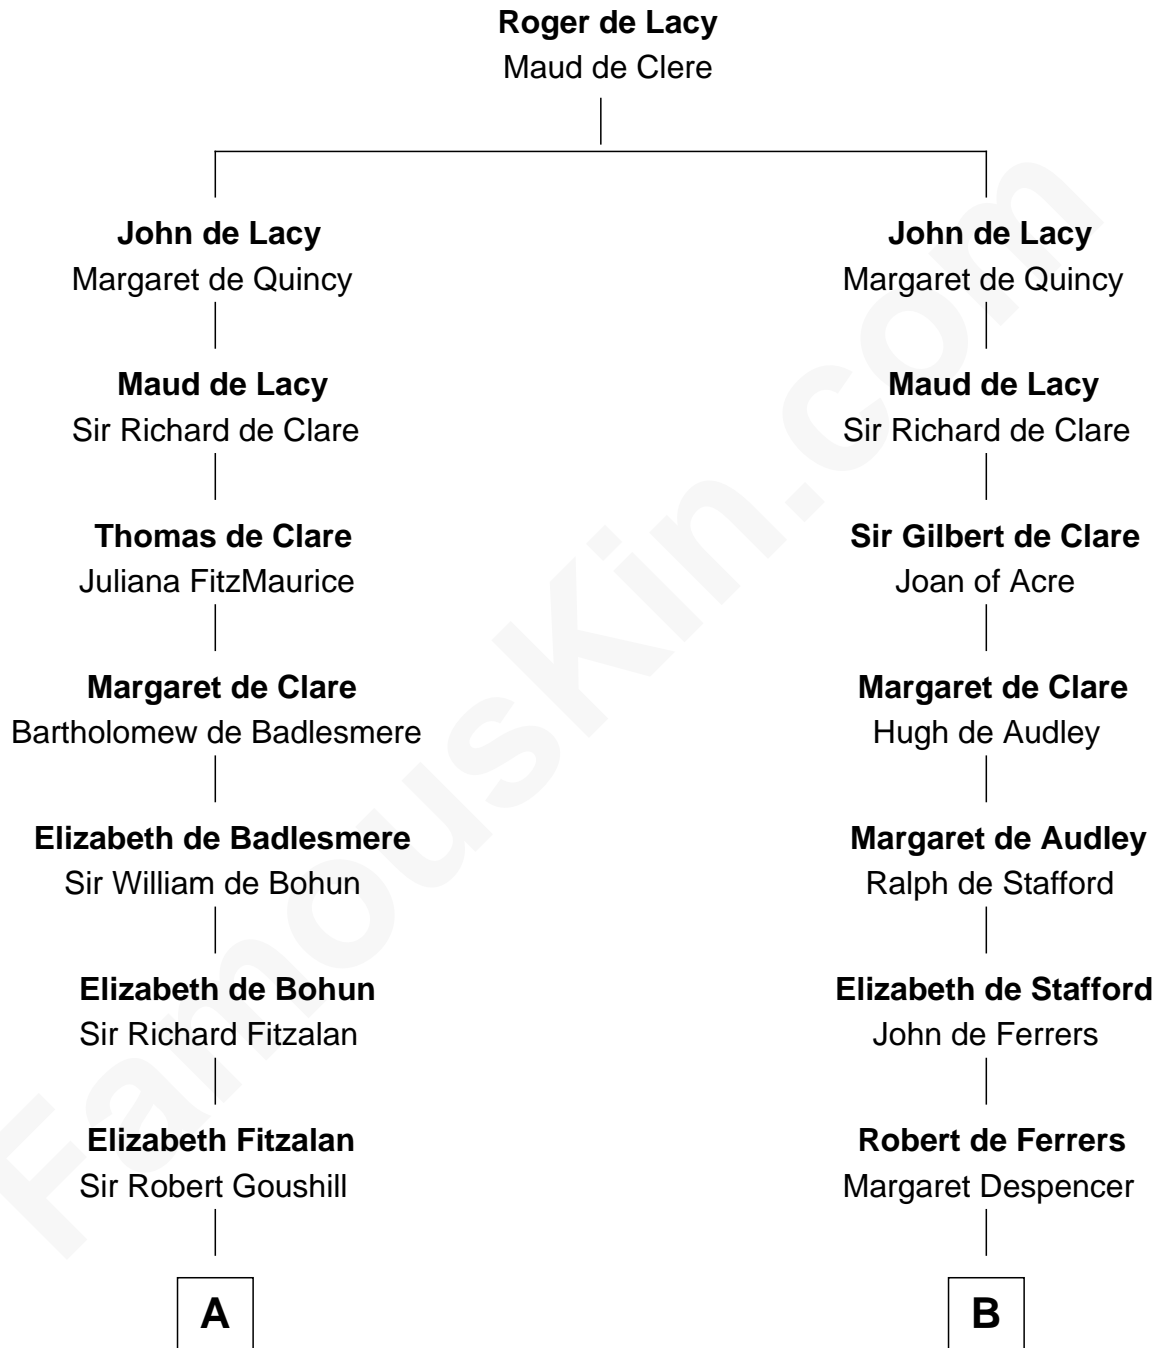 Roger de Lacy
Maud de Clere
John de Lacy
Margaret de Quincy
John de Lacy
Margaret de Quincy
Maud de Lacy
Sir Richard de Clare
Maud de Lacy
Sir Richard de Clare
Thomas de Clare
Juliana FitzMaurice
Sir Gilbert de Clare
Joan of Acre
Margaret de Clare
Bartholomew de Badlesmere
Margaret de Clare
Hugh de Audley
Elizabeth de Badlesmere
Sir William de Bohun
Margaret de Audley
Ralph de Stafford
Elizabeth de Bohun
Sir Richard Fitzalan
Elizabeth de Stafford
John de Ferrers
Elizabeth Fitzalan
Sir Robert Goushill
Robert de Ferrers
Margaret Despencer
A
B
FamousKin.com